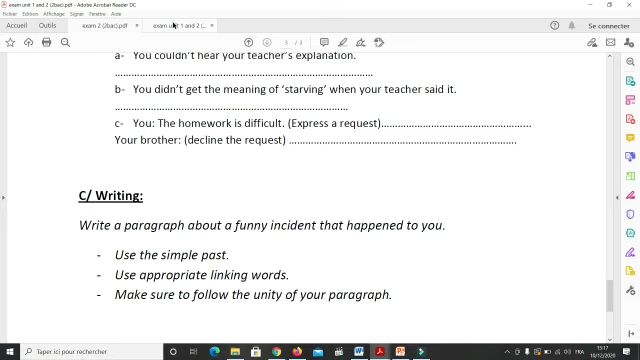 exam 2 (2bac).pdf - Adobe Acrobat Reader DC
Fichier Edition Affichage Signer Fenêtre Aide
Accueil Outils exam 2 (2bac).pdf × exam unit 1 and 2 (... × Se connecter
3 / 3
a- You couldn't hear your teacher's explanation.
……………………………………………………………………………
b- You didn't get the meaning of 'starving' when your teacher said it.
……………………………………………………………………
c- You: The homework is difficult. (Express a request)……………………………………………...
Your brother: (decline the request) …………………………………………………………………….
C/ Writing:
Write a paragraph about a funny incident that happened to you.
- Use the simple past.
- Use appropriate linking words.
- Make sure to follow the unity of your paragraph.
Taper ici pour rechercher
FRA
15:17
10/12/2020